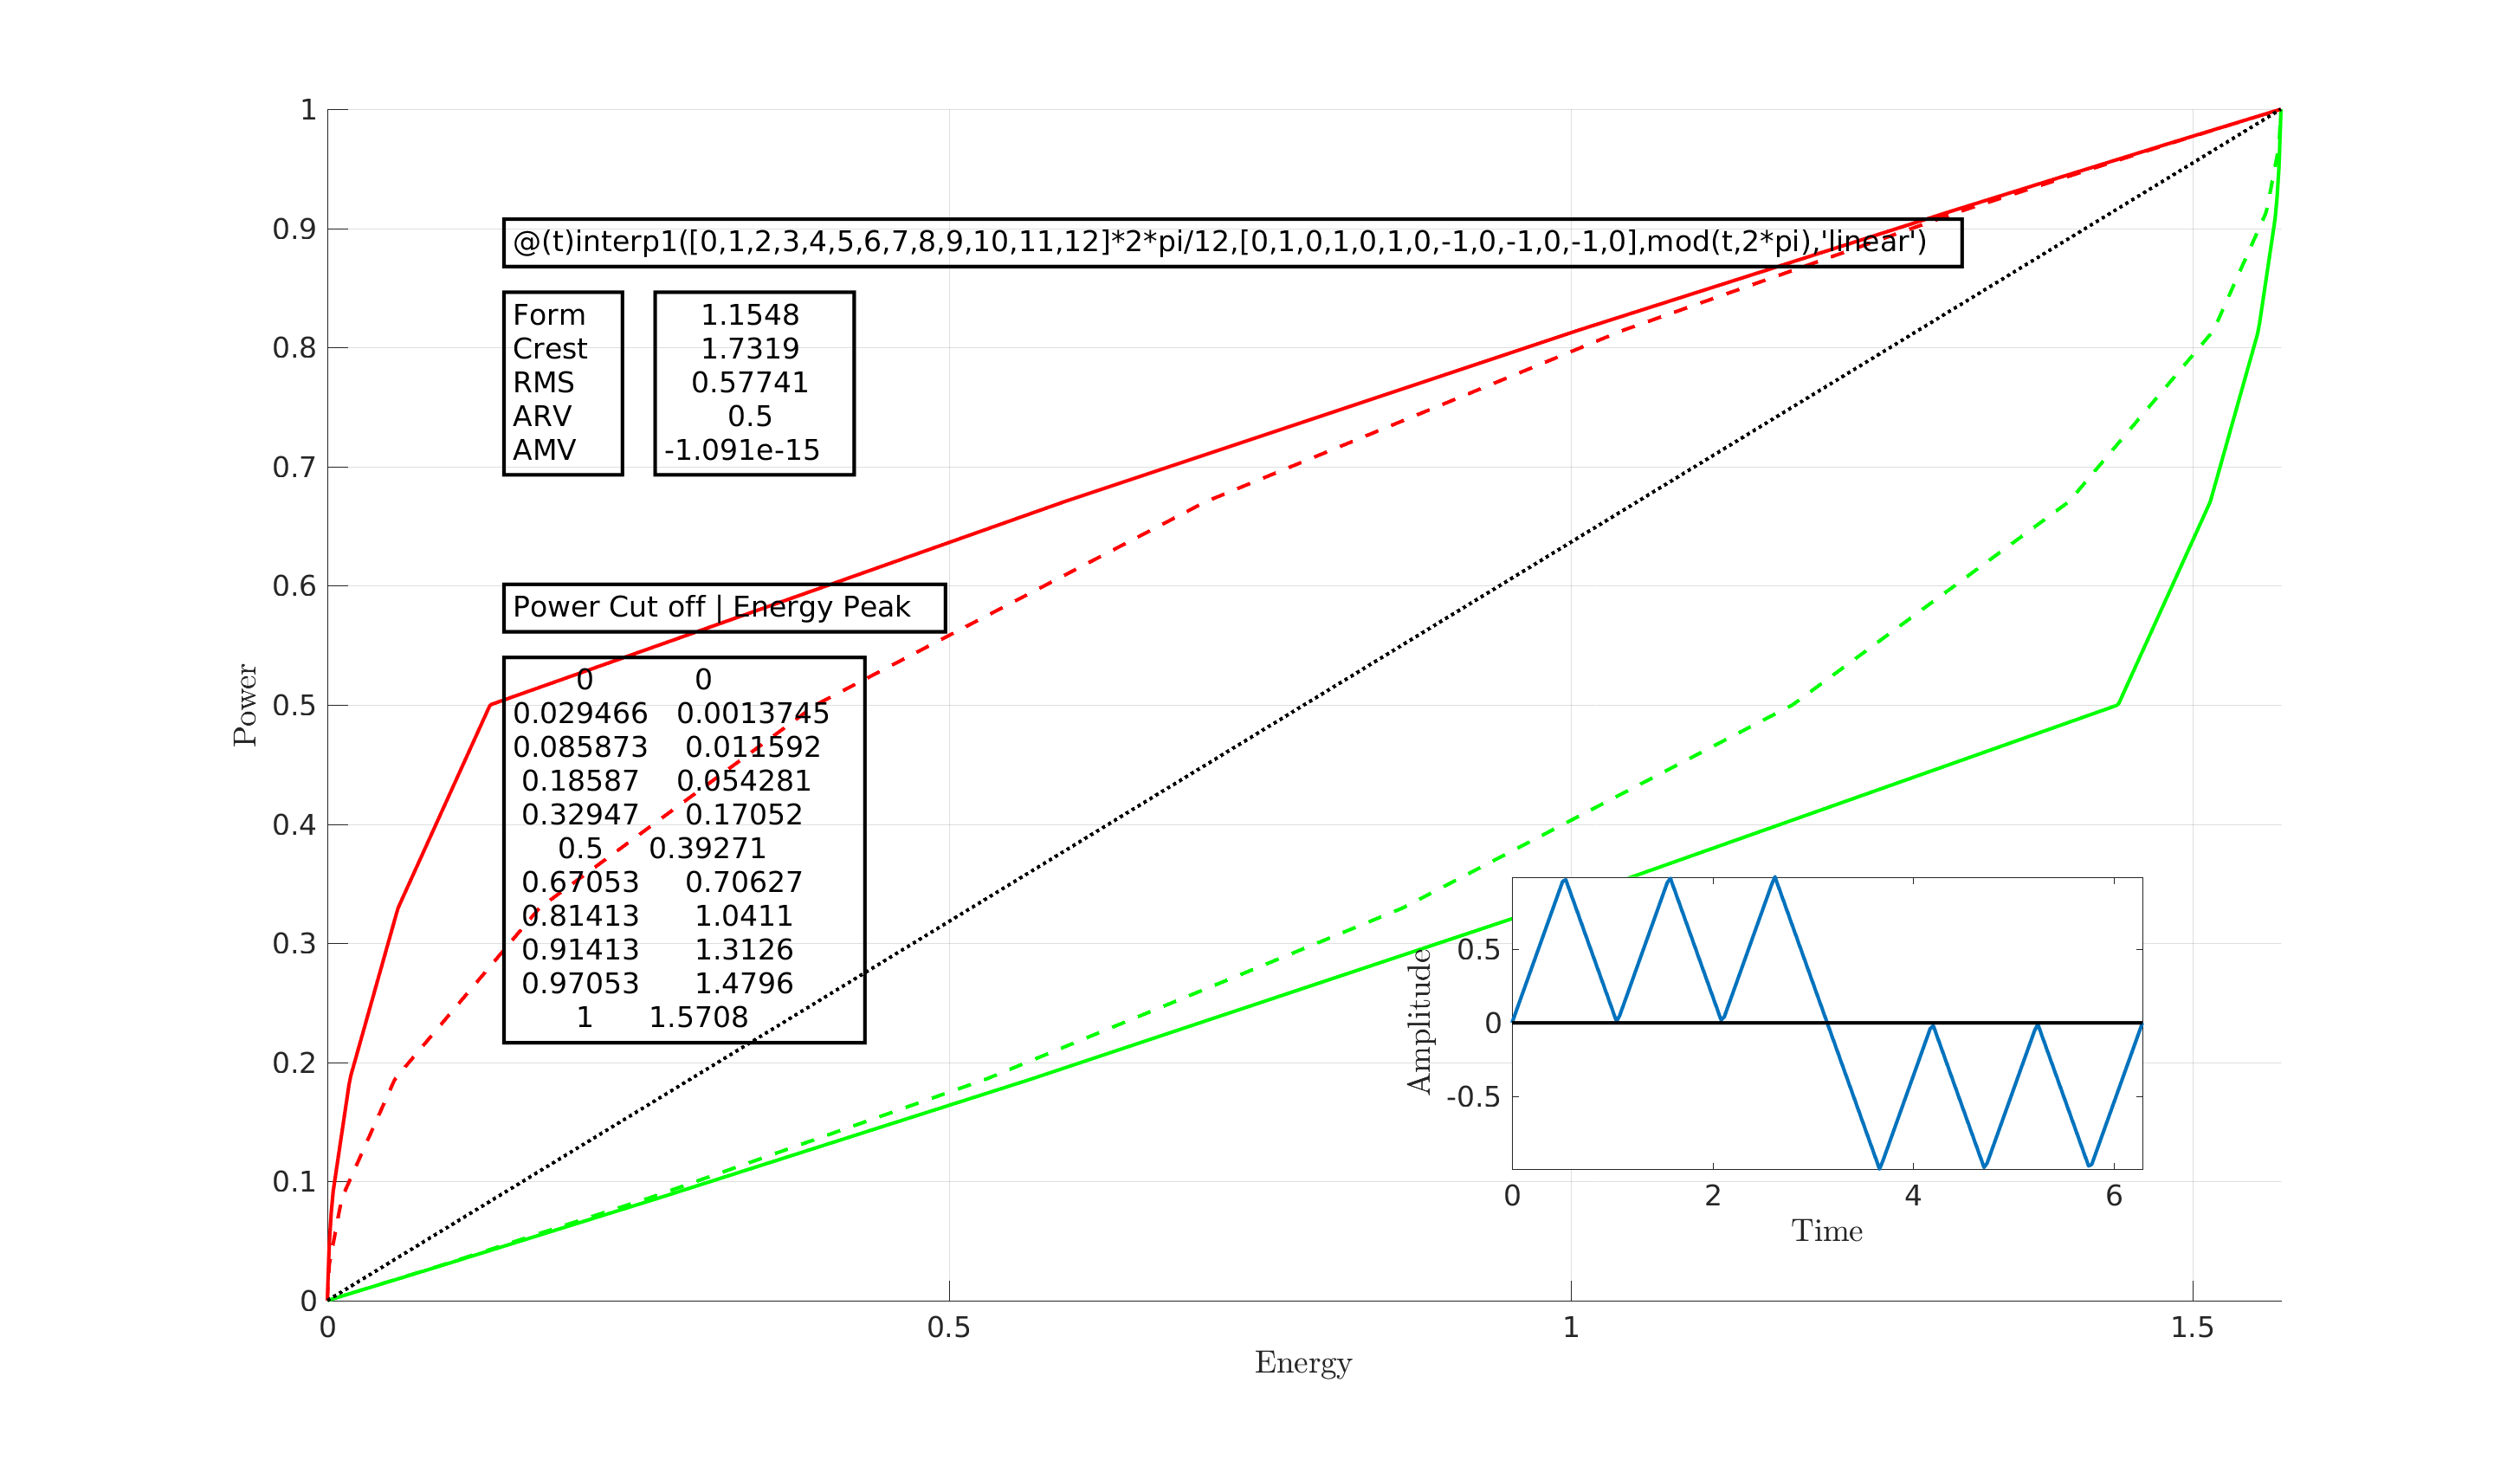 1
0.9
0.8
0.7
0.6
0.5
0.4
0.3
0.2
0.1
0
Power
@(t)interp1([0,1,2,3,4,5,6,7,8,9,10,11,12]*2*pi/12,[0,1,0,1,0,1,0,-1,0,-1,0,-1,0],mod(t,2*pi),'linear')
Form 1.1548
Crest 1.7319
RMS 0.57741
ARV 0.5
AMV -1.091e-15
Power Cut off | Energy Peak
0 0
0.029466 0.0013745
0.085873 0.011592
0.18587 0.054281
0.32947 0.17052
0.5 0.39271
0.67053 0.70627
0.81413 1.0411
0.91413 1.3126
0.97053 1.4796
1 1.5708
0.5
0
-0.5
Amplitude
0 2 4 6
Time
0 0.5 1 1.5
Energy